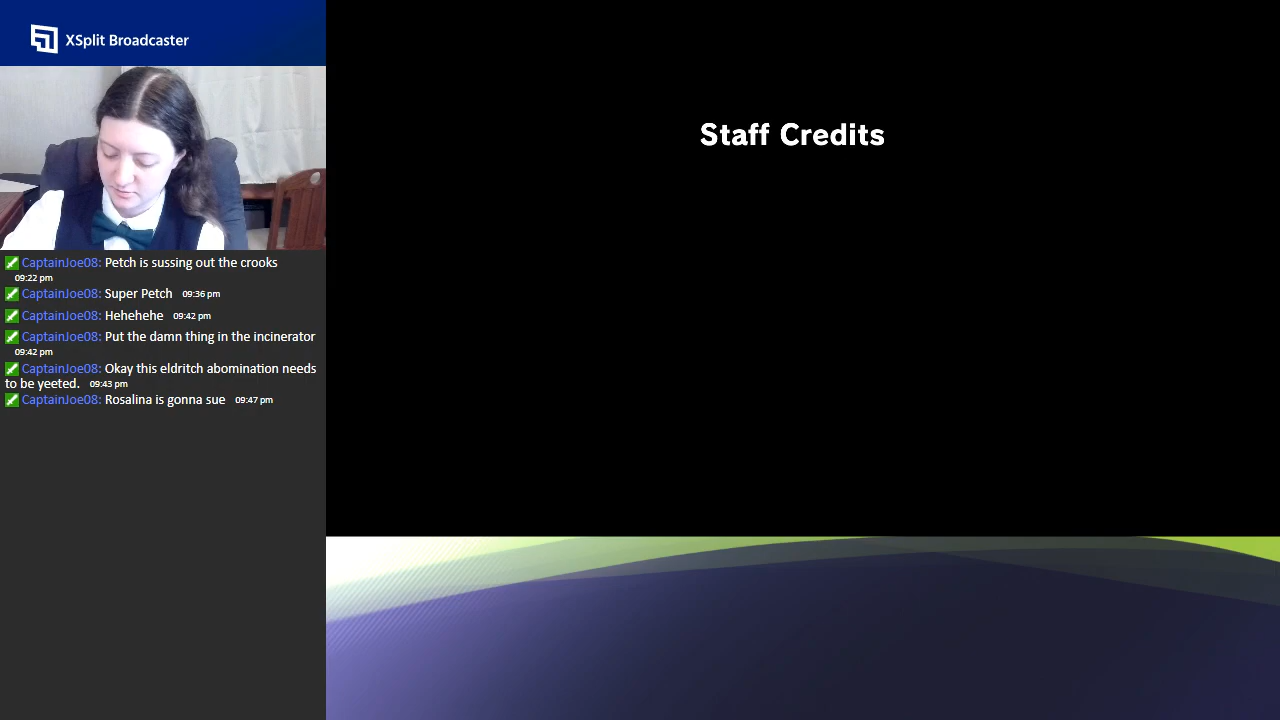 XSplit Broadcaster
Staff Credits
CaptainJoe08: Petch is sussing out the crooks
09:22 pm
CaptainJoe08: Super Petch 09:36 pm
CaptainJoe08: Hehehehe 09:42 pm
CaptainJoe08: Put the damn thing in the incinerator
09:42 pm
CaptainJoe08: Okay this eldritch abomination needs
to be yeeted. 09:43 pm
CaptainJoe08: Rosalina is gonna sue 09:47 pm